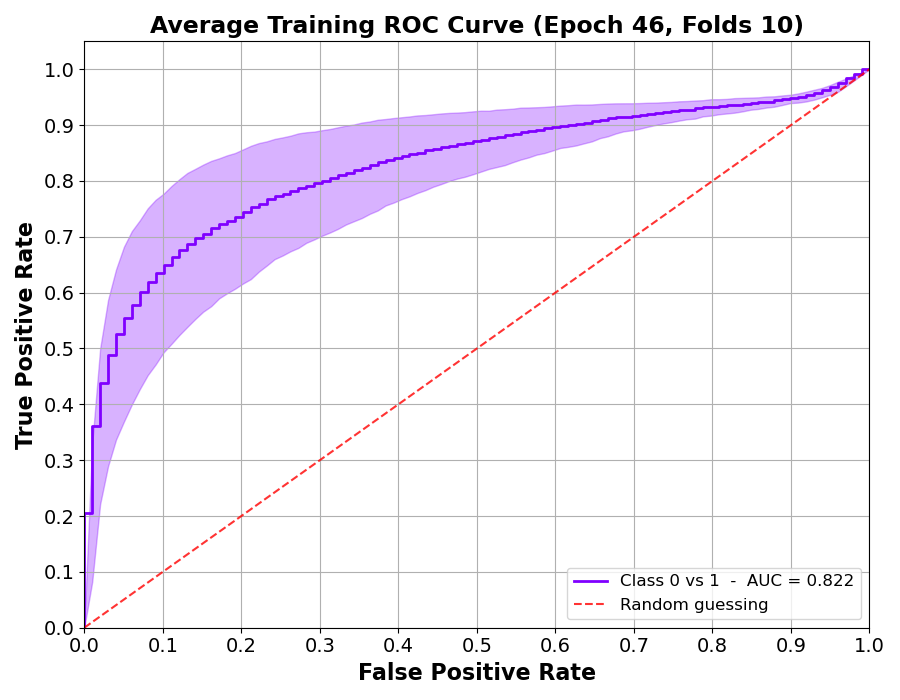 Average Training ROC Curve (Epoch 46, Folds 10)
True Positive Rate
1.0
0.9
0.8
0.7
0.6
0.5
0.4
0.3
0.2
0.1
0.0
Class 0 vs 1 - AUC = 0.822
Random guessing
0.0 0.1 0.2 0.3 0.4 0.5 0.6 0.7 0.8 0.9 1.0
False Positive Rate